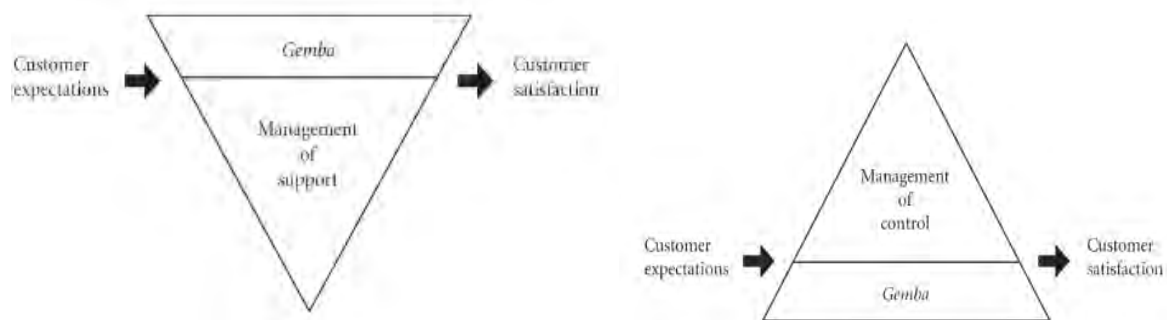 Gemba
Customer
expectations
Customer
satisfaction
Management
of
support
Management
of
control
Customer
expectations
Customer
satisfaction
Gemba